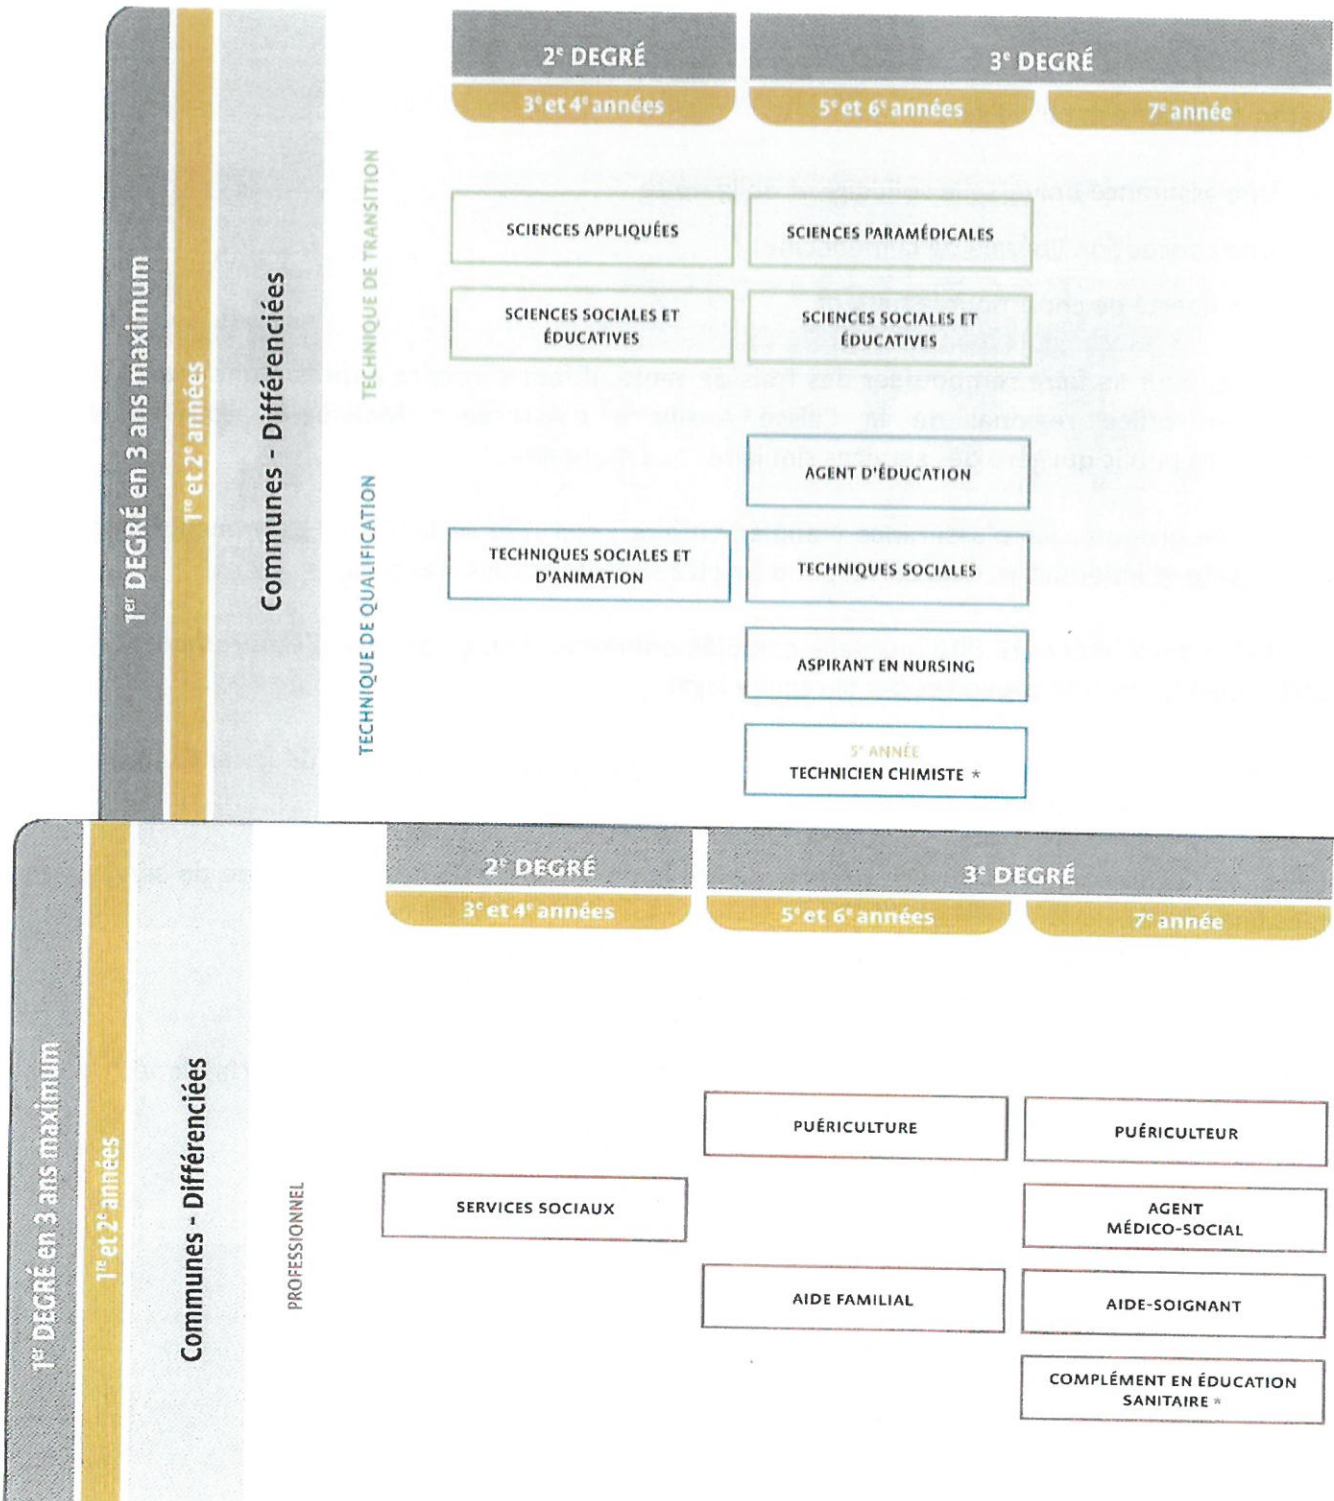 1er DEGRÉ en 3 ans maximum
1re et 2e années
Communes - Différenciées
2e DEGRÉ
3e DEGRÉ
3e et 4e années
5e et 6e années
7e année
TECHNIQUE DE TRANSITION
SCIENCES APPLIQUÉES
SCIENCES PARAMÉDICALES
SCIENCES SOCIALES ET
ÉDUCATIVES
SCIENCES SOCIALES ET
ÉDUCATIVES
TECHNIQUE DE QUALIFICATION
AGENT D'ÉDUCATION
TECHNIQUES SOCIALES ET
D'ANIMATION
TECHNIQUES SOCIALES
ASPIRANT EN NURSING
5e ANNÉE
TECHNICIEN CHIMISTE *
1er DEGRÉ en 3 ans maximum
1re et 2e années
Communes - Différenciées
2e DEGRÉ
3e DEGRÉ
3e et 4e années
5e et 6e années
7e année
PROFESSIONNEL
PUÉRICULTURE
PUÉRICULTEUR
SERVICES SOCIAUX
AGENT
MÉDICO-SOCIAL
AIDE FAMILIAL
AIDE-SOIGNANT
COMPLÉMENT EN ÉDUCATION
SANITAIRE *